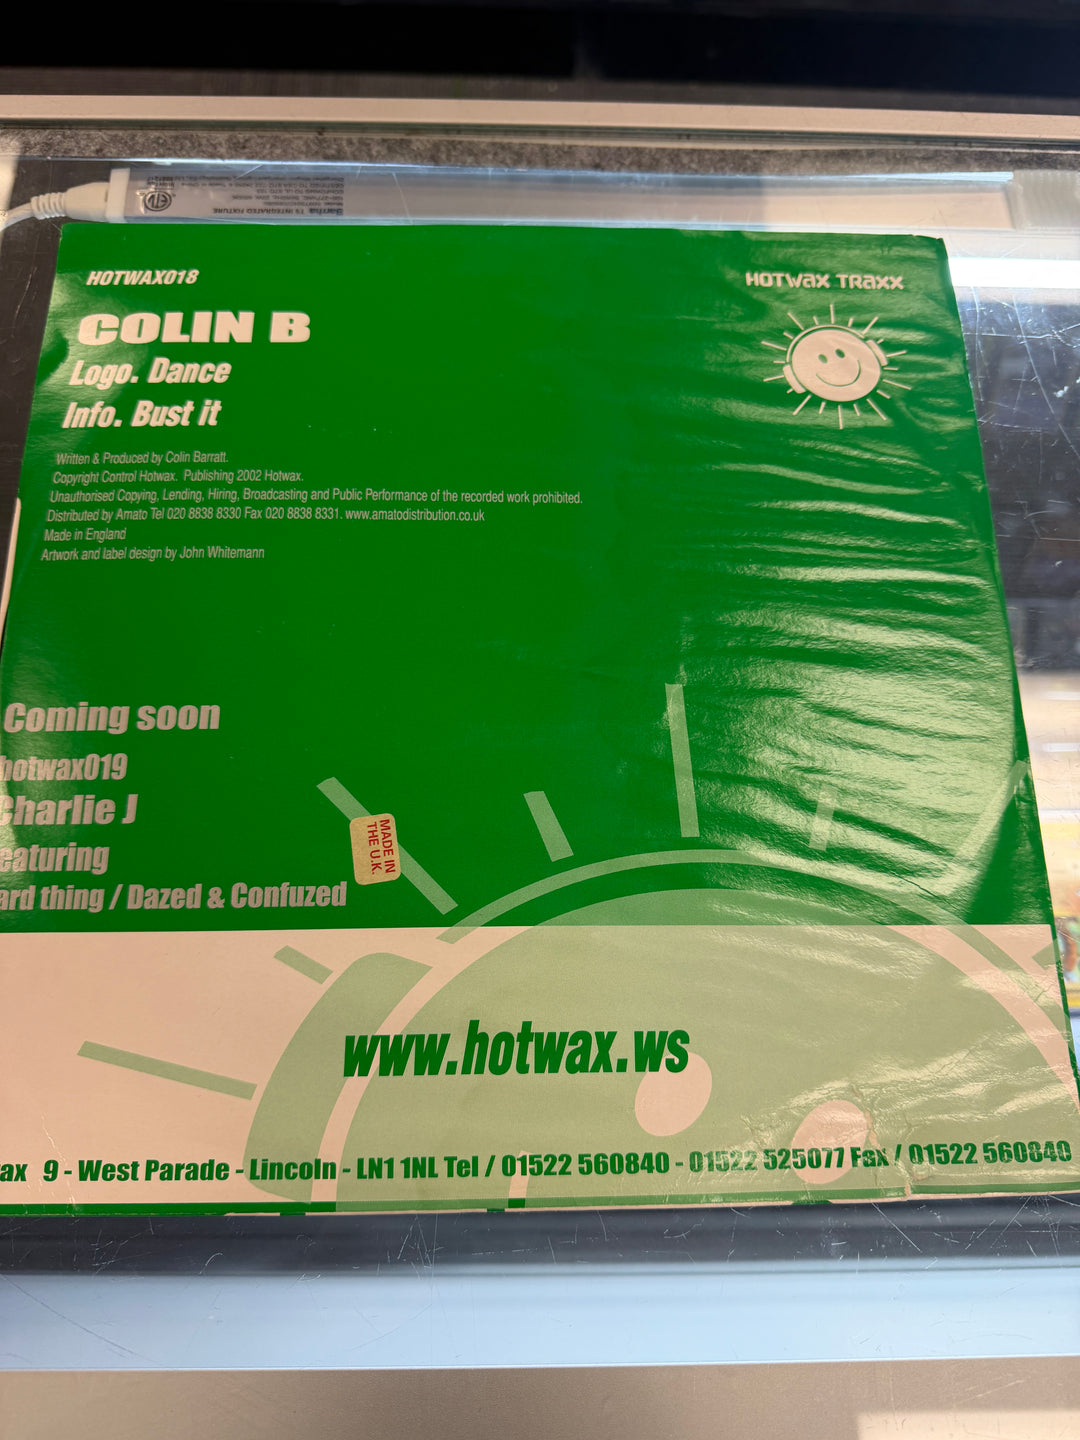 HOTWAX018
HOTWAX TRAXX
COLIN B
Logo. Dance
Info. Bust it
Written & Produced by Colin Barratt.
Copyright Control Hotwax. Publishing 2002 Hotwax.
Unauthorised Copying, Lending, Hiring, Broadcasting and Public Performance of the recorded work prohibited.
Distributed by Amato Tel 020 8838 8330 Fax 020 8838 8331. www.amatodistribution.co.uk
Made in England
Artwork and label design by John Whitemann
Coming soon
hotwax019
Charlie J
eaturing
ard thing / Dazed & Confuzed
MADE IN
THE U.K.
www.hotwax.ws
ax 9 - West Parade - Lincoln - LN1 1NL Tel / 01522 560840 - 01522 525077 Fax / 01522 560840
Barrina T5 INTEGRATED FIXTURE